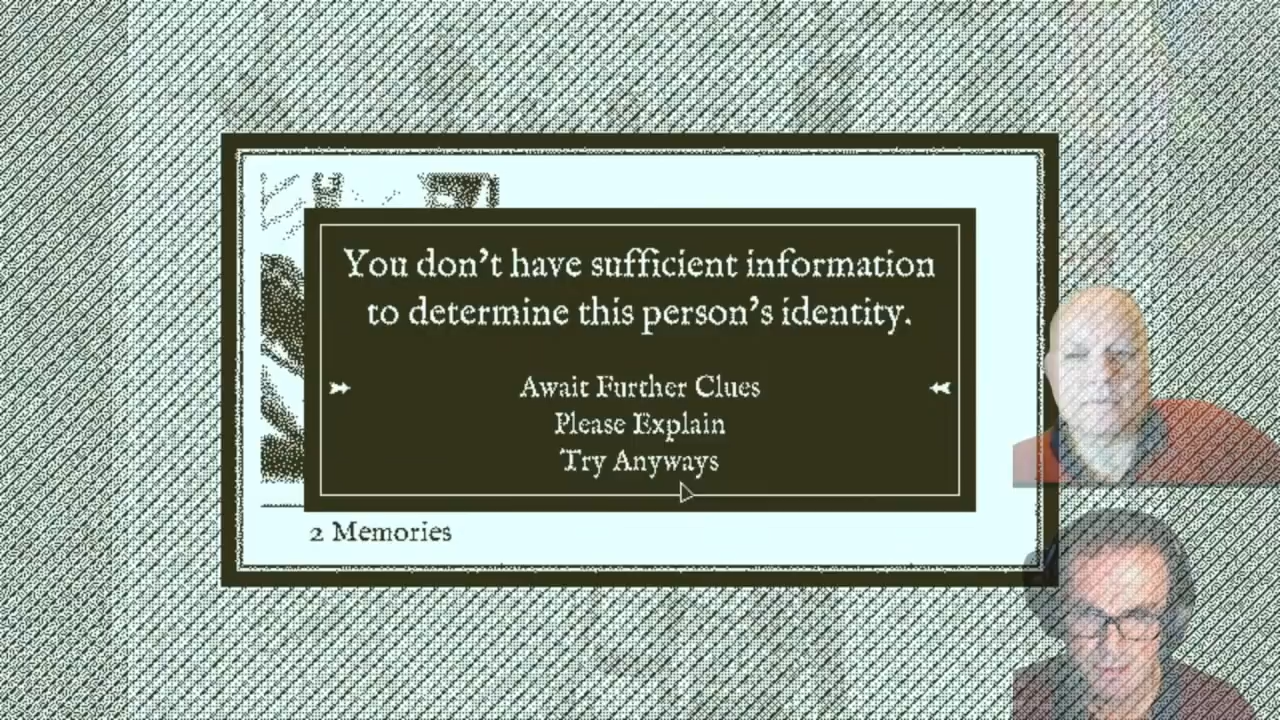 You don't have sufficient information
to determine this person's identity.
Await Further Clues
Please Explain
Try Anyways
2 Memories